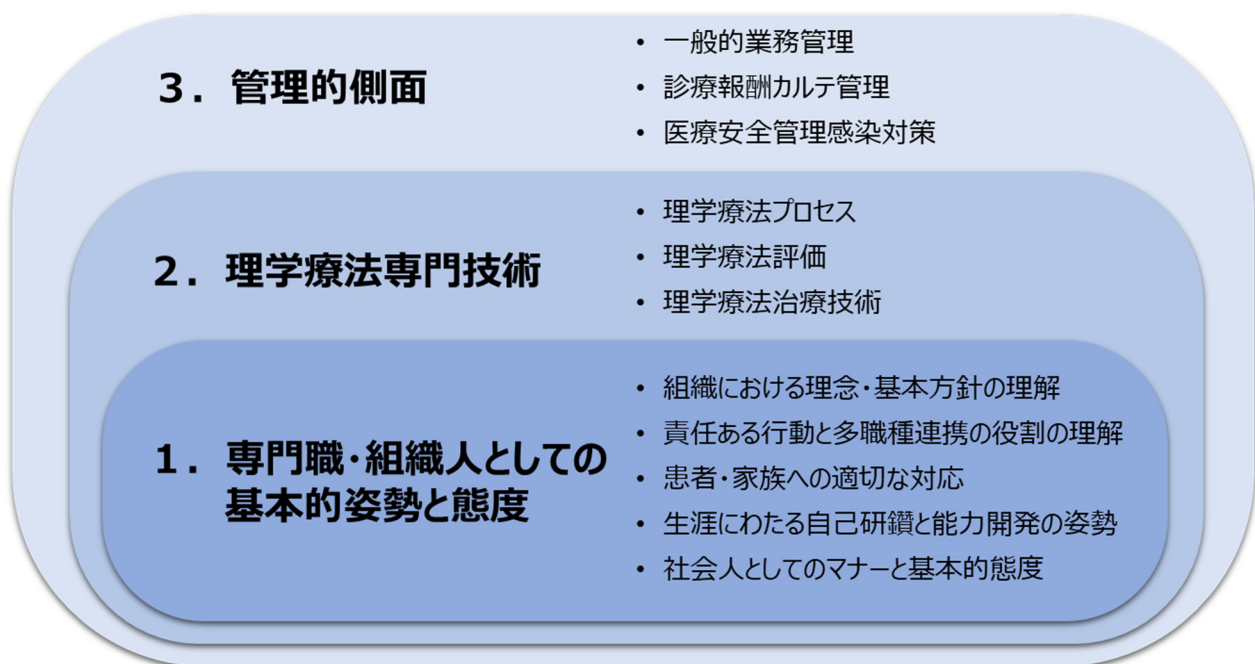 3. 管理的側面
• 一般的業務管理
• 診療報酬カルテ管理
• 医療安全管理感染対策
2. 理学療法専門技術
• 理学療法プロセス
• 理学療法評価
• 理学療法治療技術
1. 専門職・組織人としての
基本的姿勢と態度
• 組織における理念・基本方針の理解
• 責任ある行動と多職種連携の役割の理解
• 患者・家族への適切な対応
• 生涯にわたる自己研鑽と能力開発の姿勢
• 社会人としてのマナーと基本的態度